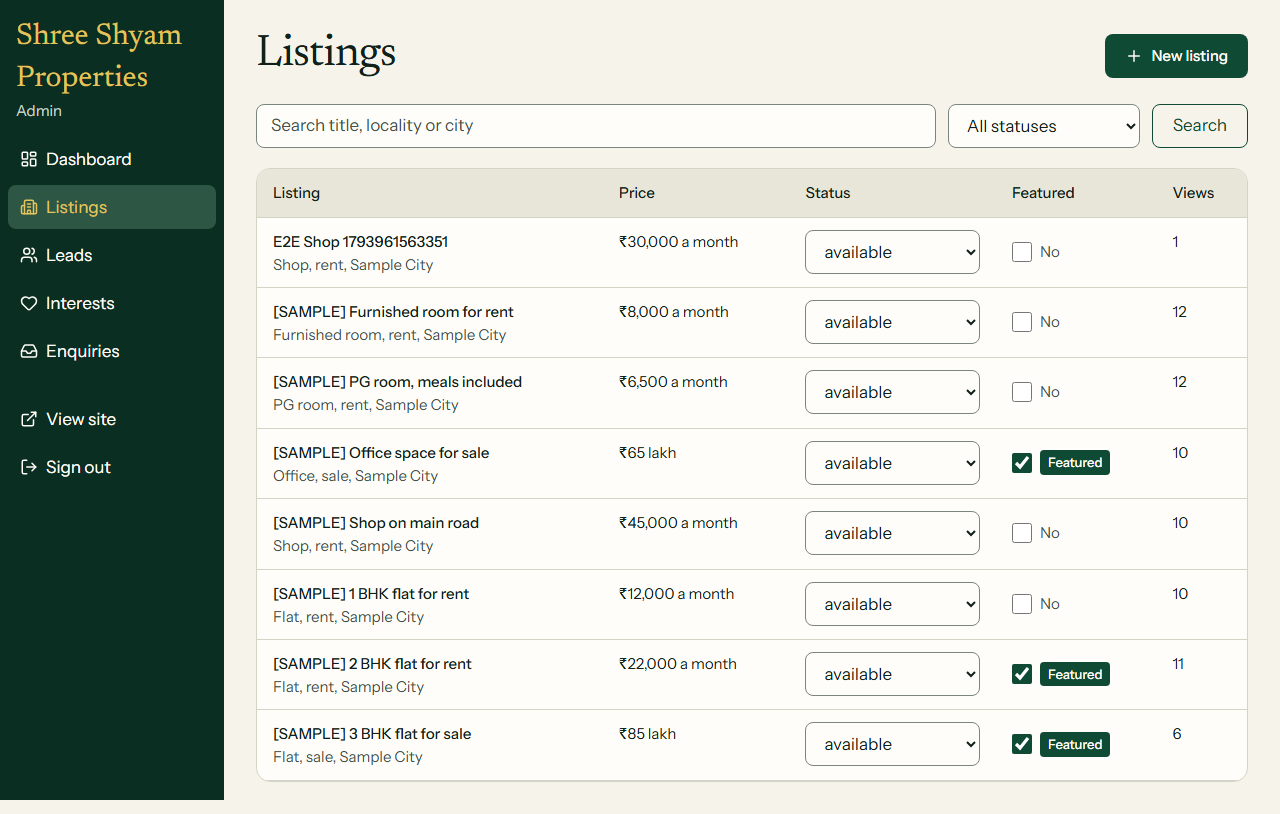 Shree Shyam
Properties
Admin
Dashboard
Listings
Leads
Interests
Enquiries
View site
Sign out
Listings
New listing
Search title, locality or city
All statuses
Search
Listing Price Status Featured Views
E2E Shop 1793961563351 ₹30,000 a month available No 1
Shop, rent, Sample City
[SAMPLE] Furnished room for rent ₹8,000 a month available No 12
Furnished room, rent, Sample City
[SAMPLE] PG room, meals included ₹6,500 a month available No 12
PG room, rent, Sample City
[SAMPLE] Office space for sale ₹65 lakh available Featured 10
Office, sale, Sample City
[SAMPLE] Shop on main road ₹45,000 a month available No 10
Shop, rent, Sample City
[SAMPLE] 1 BHK flat for rent ₹12,000 a month available No 10
Flat, rent, Sample City
[SAMPLE] 2 BHK flat for rent ₹22,000 a month available Featured 11
Flat, rent, Sample City
[SAMPLE] 3 BHK flat for sale ₹85 lakh available Featured 6
Flat, sale, Sample City